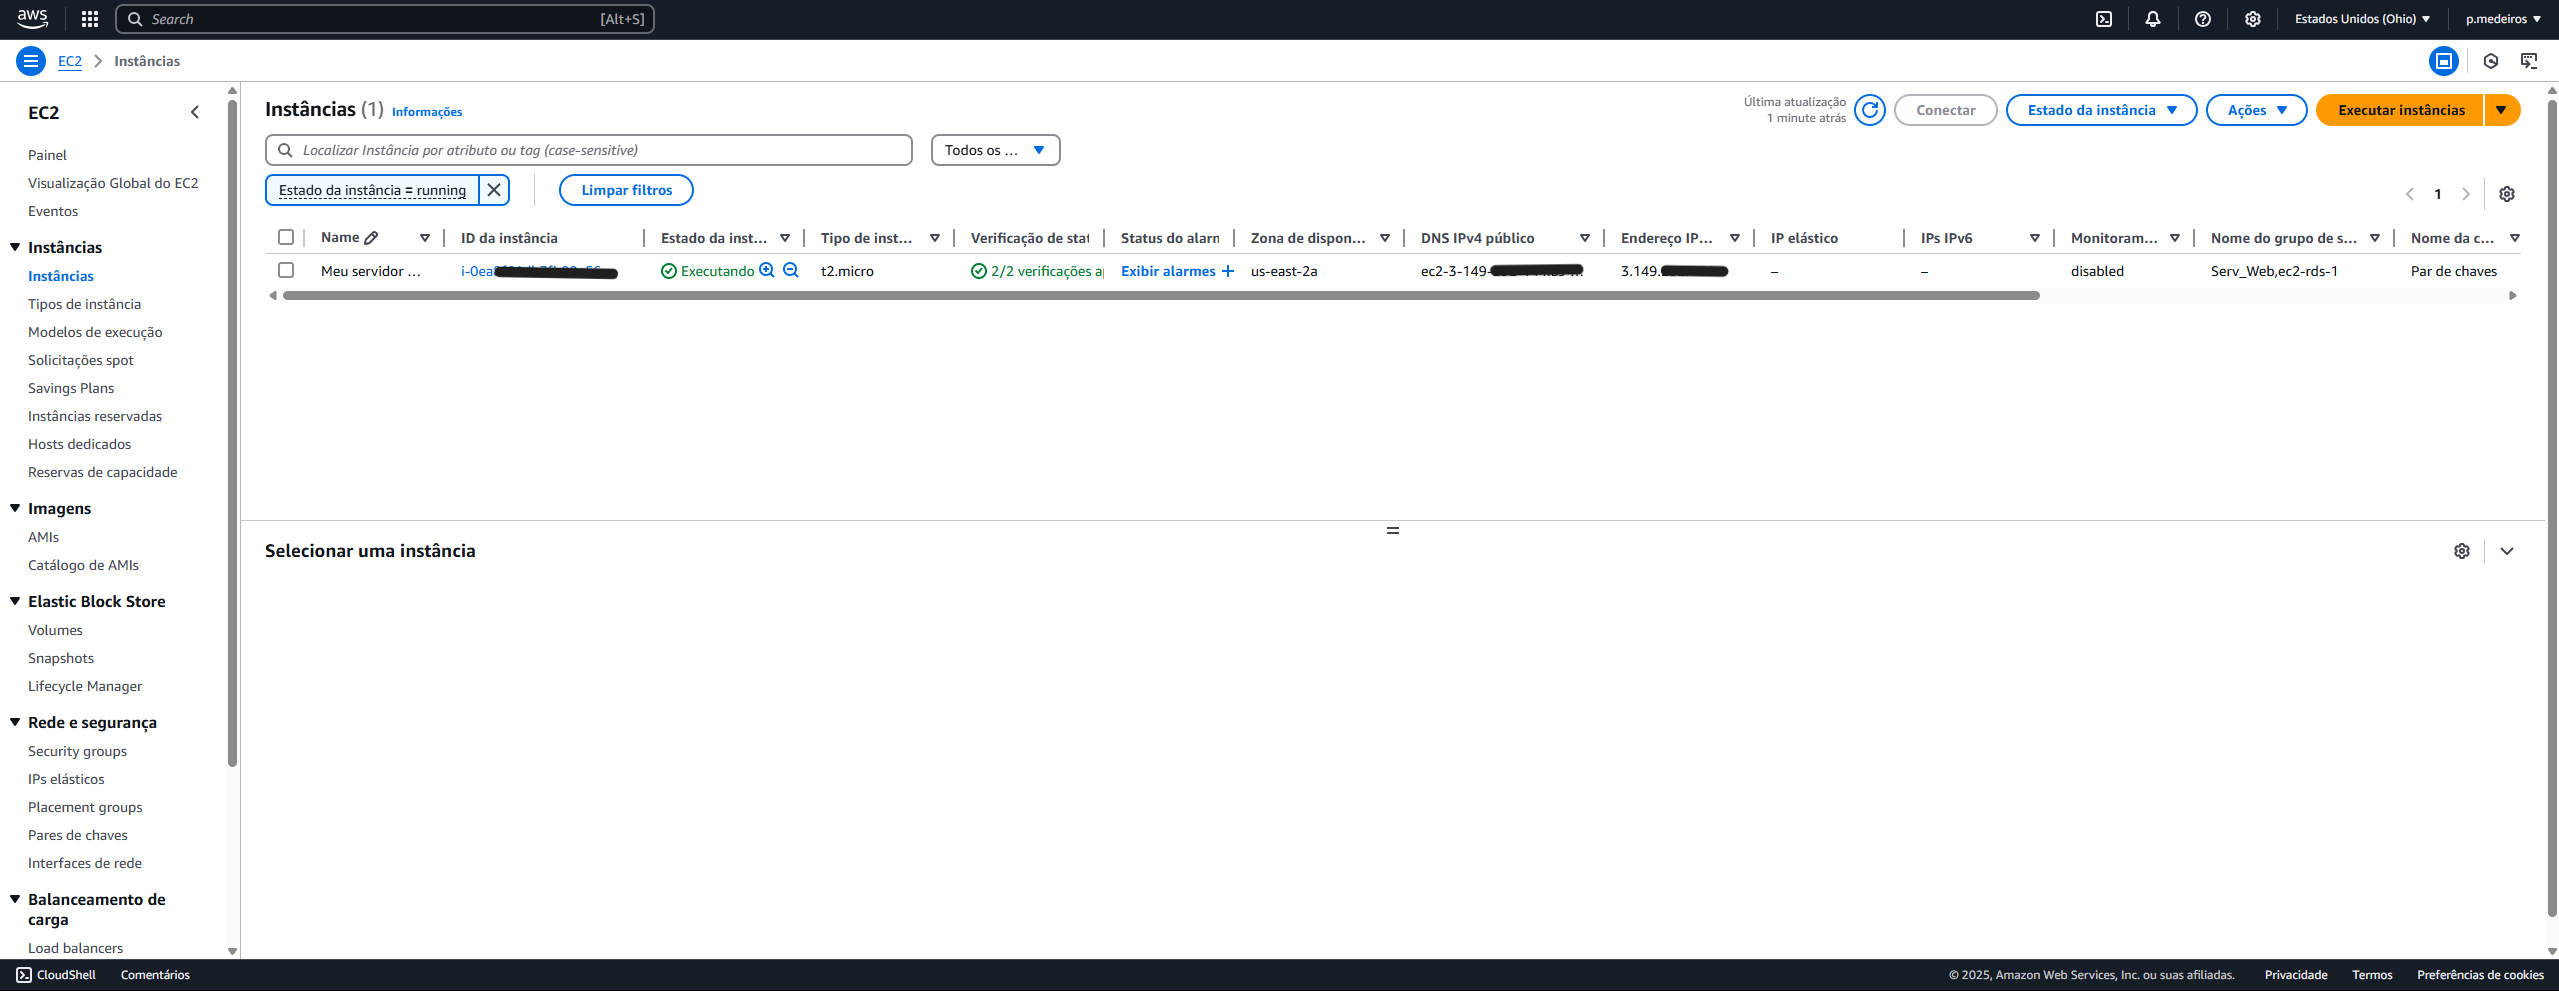 aws Search [Alt+S] Estados Unidos (Ohio) p.medeiros
EC2 Instâncias
EC2
Painel
Visualização Global do EC2
Eventos
Instâncias
Instâncias
Tipos de instância
Modelos de execução
Solicitações spot
Savings Plans
Instâncias reservadas
Hosts dedicados
Reservas de capacidade
Imagens
AMIs
Catálogo de AMIs
Elastic Block Store
Volumes
Snapshots
Lifecycle Manager
Rede e segurança
Security groups
IPs elásticos
Placement groups
Pares de chaves
Interfaces de rede
Balanceamento de
carga
Load balancers
Instâncias (1) Informações
Última atualização
1 minute atrás
Conectar Estado da instância Ações Executar instâncias
Localizar Instância por atributo ou tag (case-sensitive) Todos os ...
Estado da instância = running Limpar filtros
1
Name ID da instância Estado da inst... Tipo de inst... Verificação de stat Status do alarm Zona de dispon... DNS IPv4 público Endereço IP... IP elástico IPs IPv6 Monitoram... Nome do grupo de s... Nome da c...
Meu servidor ... i-0ea Executando t2.micro 2/2 verificações a Exibir alarmes + us-east-2a ec2-3-149- 3.149. – – disabled Serv_Web,ec2-rds-1 Par de chaves
Selecionar uma instância
CloudShell Comentários © 2025, Amazon Web Services, Inc. ou suas afiliadas. Privacidade Termos Preferências de cookies